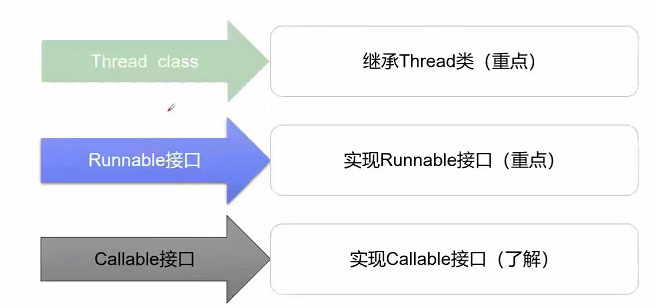 Thread class
继承Thread类（重点）
Runnable接口
实现Runnable接口（重点）
Callable接口
实现Callable接口（了解）